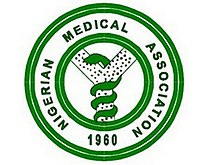 NIGERIAN MEDICAL ASSOCIATION
1960